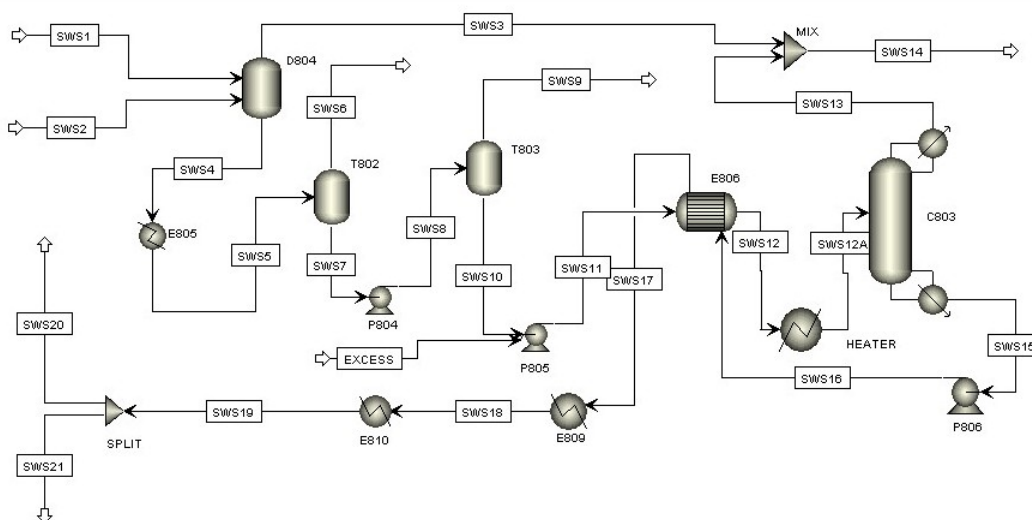 SWS3
MIX
SWS1
SWS14
D804
SWS9
SWS6
SWS13
SWS2
T803
SWS4
T802
E806
C803
E805
SWS8
SWS12
SWS12A
SWS5
SWS7
SWS11
SWS10
SWS17
SWS20
P804
HEATER
SWS15
EXCESS
P805
SWS16
SWS19
SWS18
P806
E810
E809
SPLIT
SWS21